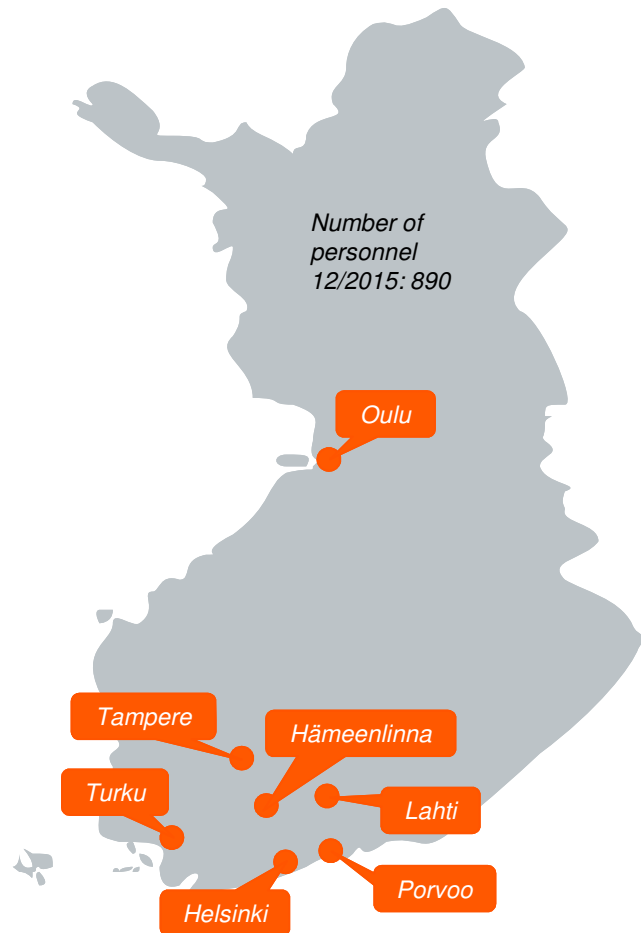 Number of
personnel
12/2015: 890
Oulu
Tampere
Hämeenlinna
Turku
Lahti
Porvoo
Helsinki